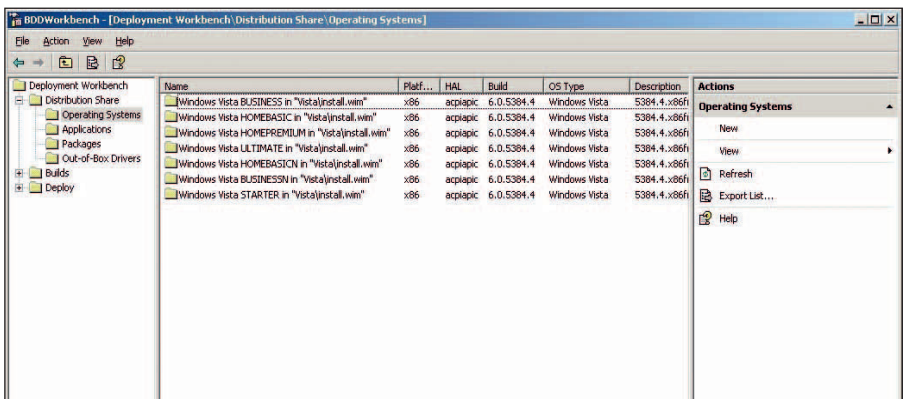 BDDWorkbench - [Deployment Workbench\Distribution Share\Operating Systems]
File Action View Help
Deployment Workbench
Distribution Share
Operating Systems
Applications
Packages
Out-of-Box Drivers
Builds
Deploy
Name Platf... HAL Build OS Type Description
Windows Vista BUSINESS in "Vista\install.wim" x86 acpiapic 6.0.5384.4 Windows Vista 5384.4.x86f
Windows Vista HOMEBASIC in "Vista\install.wim" x86 acpiapic 6.0.5384.4 Windows Vista 5384.4.x86f
Windows Vista HOMEPREMIUM in "Vista\install.wim" x86 acpiapic 6.0.5384.4 Windows Vista 5384.4.x86f
Windows Vista ULTIMATE in "Vista\install.wim" x86 acpiapic 6.0.5384.4 Windows Vista 5384.4.x86f
Windows Vista HOMEBASICN in "Vista\install.wim" x86 acpiapic 6.0.5384.4 Windows Vista 5384.4.x86f
Windows Vista BUSINESSN in "Vista\install.wim" x86 acpiapic 6.0.5384.4 Windows Vista 5384.4.x86f
Windows Vista STARTER in "Vista\install.wim" x86 acpiapic 6.0.5384.4 Windows Vista 5384.4.x86f
Actions
Operating Systems
New
View
Refresh
Export List...
Help